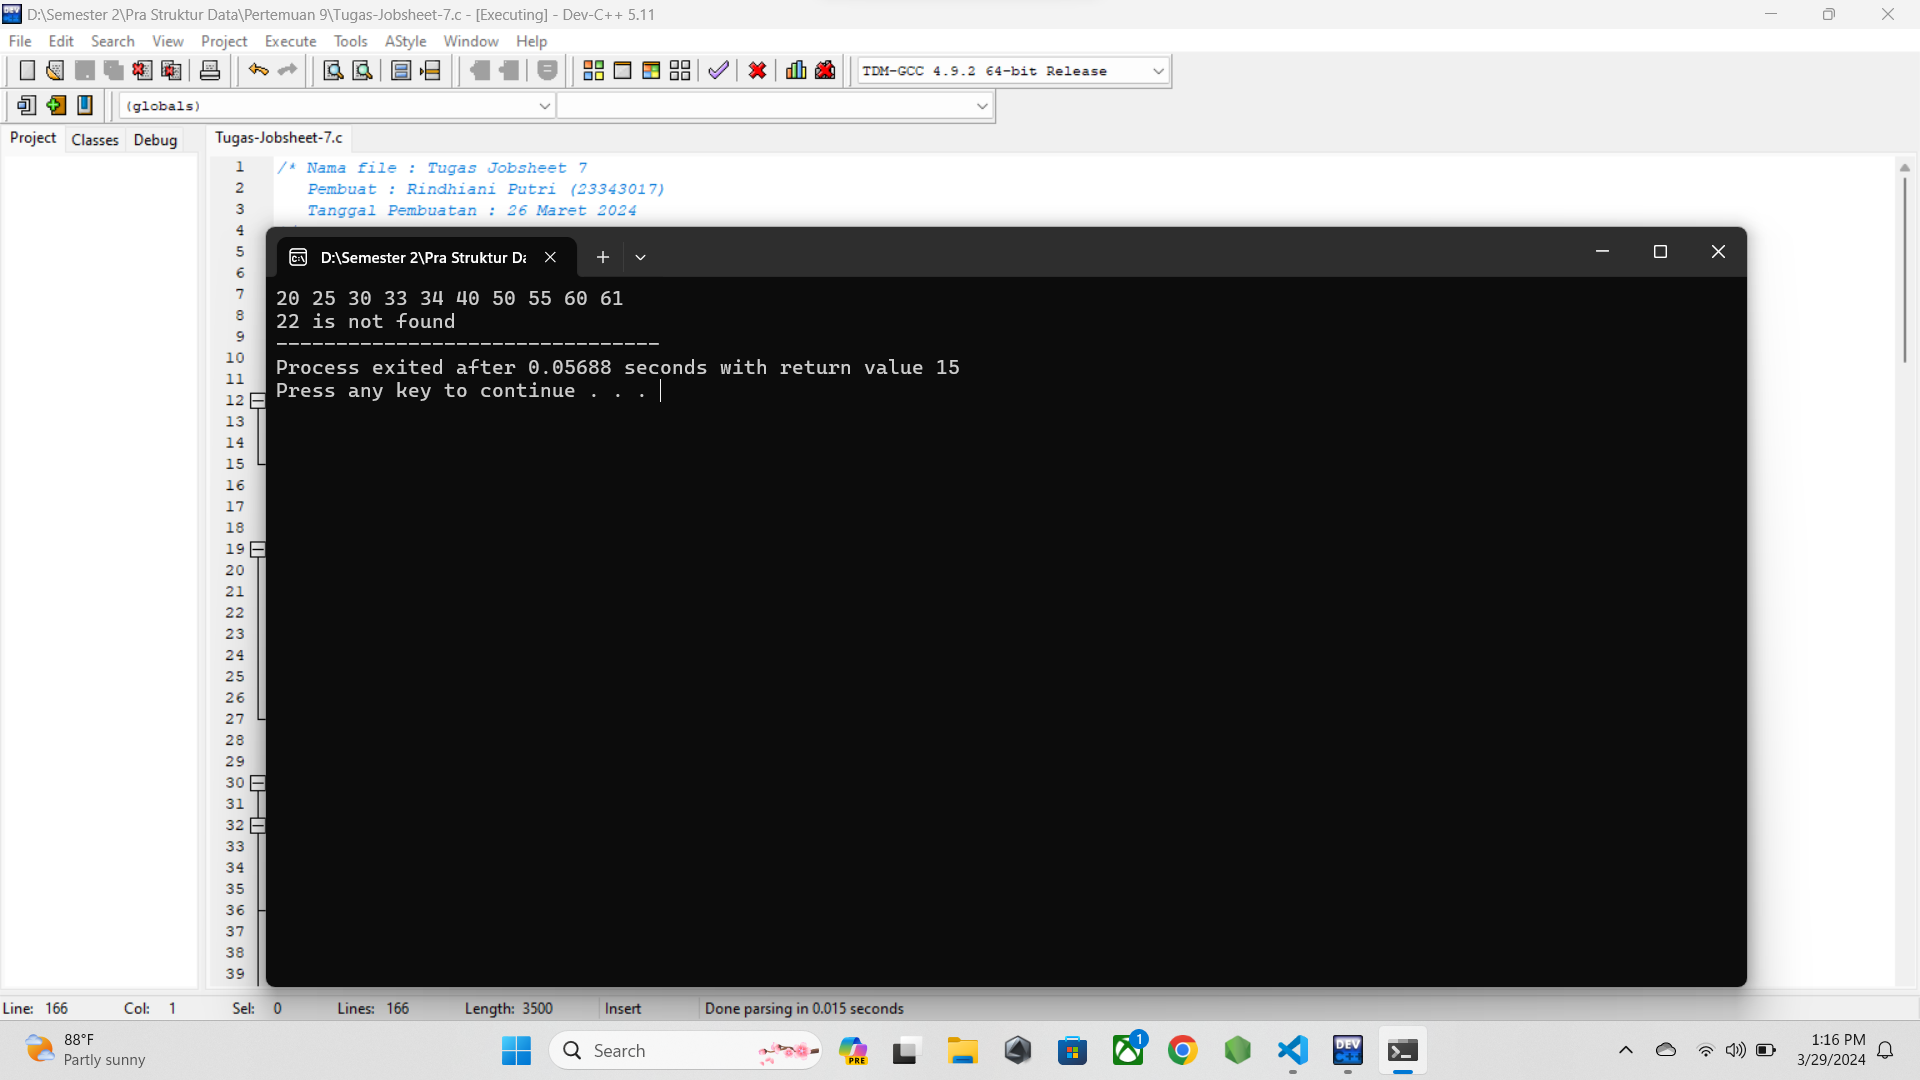 D:\Semester 2\Pra Struktur Data\Pertemuan 9\Tugas-Jobsheet-7.c - [Executing] - Dev-C++ 5.11
File Edit Search View Project Execute Tools AStyle Window Help
TDM-GCC 4.9.2 64-bit Release
(globals)
Project Classes Debug
Tugas-Jobsheet-7.c
1 /* Nama file : Tugas Jobsheet 7
2 Pembuat : Rindhiani Putri (23343017)
3 Tanggal Pembuatan : 26 Maret 2024
4
5
6
7
8
9
10
11
12
13
14
15
16
17
18
19
20
21
22
23
24
25
26
27
28
29
30
31
32
33
34
35
36
37
38
39
D:\Semester 2\Pra Struktur Da
20 25 30 33 34 40 50 55 60 61
22 is not found
--------------------------------
Process exited after 0.05688 seconds with return value 15
Press any key to continue . . .
Line: 166 Col: 1 Sel: 0 Lines: 166 Length: 3500 Insert Done parsing in 0.015 seconds
88°F
Partly sunny
Search
PRE
1
DEV
C++
1:16 PM
3/29/2024